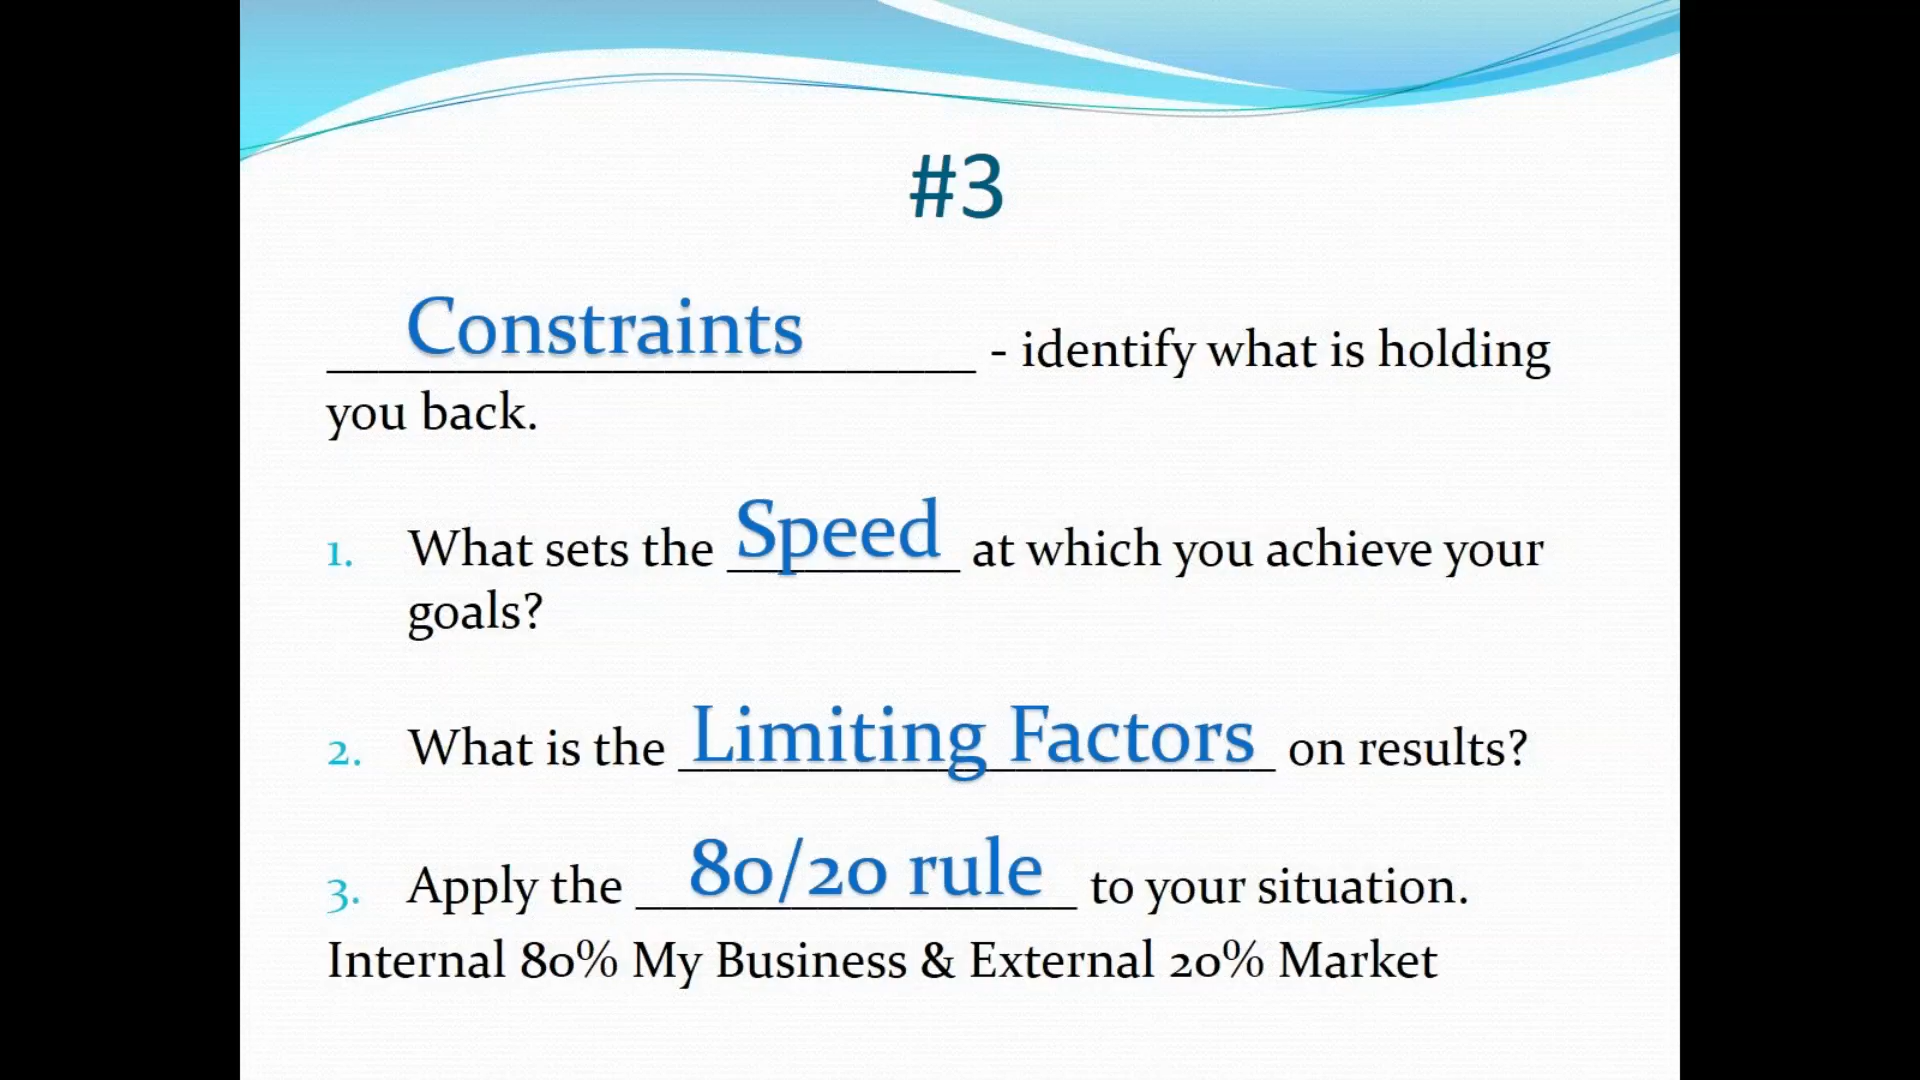 #3
Constraints - identify what is holding
you back.
1. What sets the Speed at which you achieve your
goals?
2. What is the Limiting Factors on results?
3. Apply the 80/20 rule to your situation.
Internal 80% My Business & External 20% Market